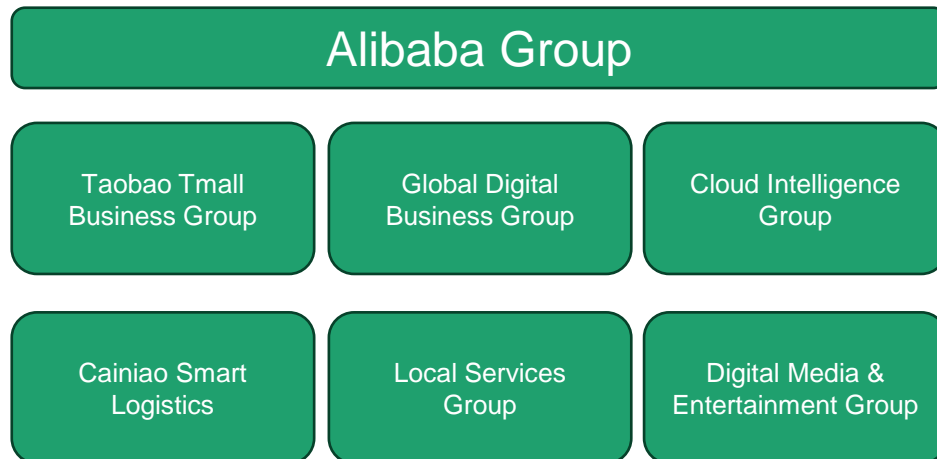 Alibaba Group
Taobao Tmall
Business Group
Global Digital
Business Group
Cloud Intelligence
Group
Cainiao Smart
Logistics
Local Services
Group
Digital Media &
Entertainment Group